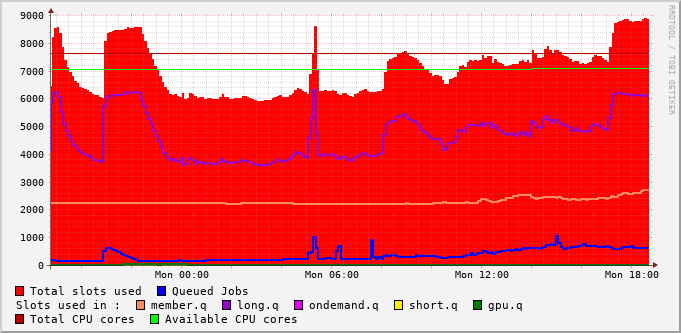 9000
8000
7000
6000
5000
4000
3000
2000
1000
0
Mon 00:00 Mon 06:00 Mon 12:00 Mon 18:00
RRDTOOL / TOBI OETIKER
Total slots used Queued Jobs
Slots used in : member.q long.q ondemand.q short.q gpu.q
Total CPU cores Available CPU cores